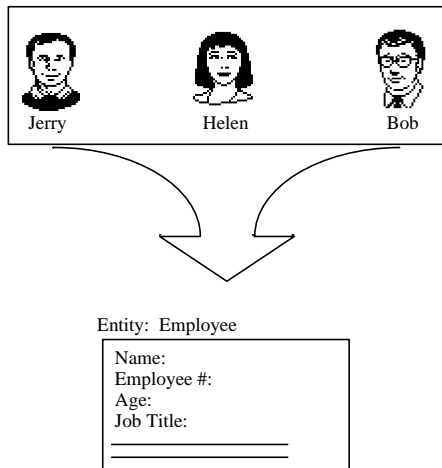 Jerry Helen Bob
Entity: Employee
Name:
Employee #:
Age:
Job Title: